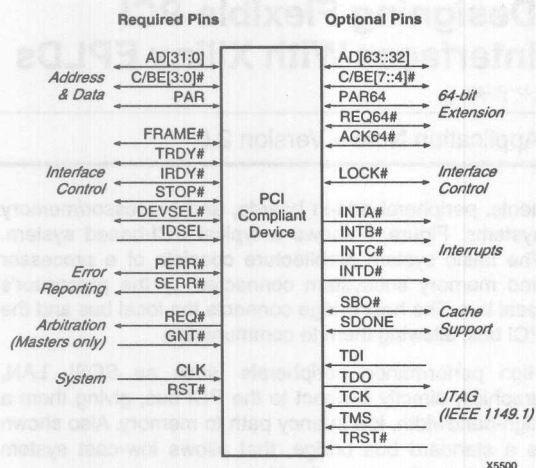 Required Pins
Optional Pins
Address
& Data
AD[31:0]
C/BE[3:0]#
PAR
Interface
Control
FRAME#
TRDY#
IRDY#
STOP#
DEVSEL#
IDSEL
Error
Reporting
PERR#
SERR#
Arbitration
(Masters only)
REQ#
GNT#
System
CLK
RST#
PCI
Compliant
Device
AD[63::32]
C/BE[7::4]#
PAR64
REQ64#
ACK64#
64-bit
Extension
LOCK#
Interface
Control
INTA#
INTB#
INTC#
INTD#
Interrupts
SBO#
SDONE
Cache
Support
TDI
TDO
TCK
TMS
TRST#
JTAG
(IEEE 1149.1)
X5500